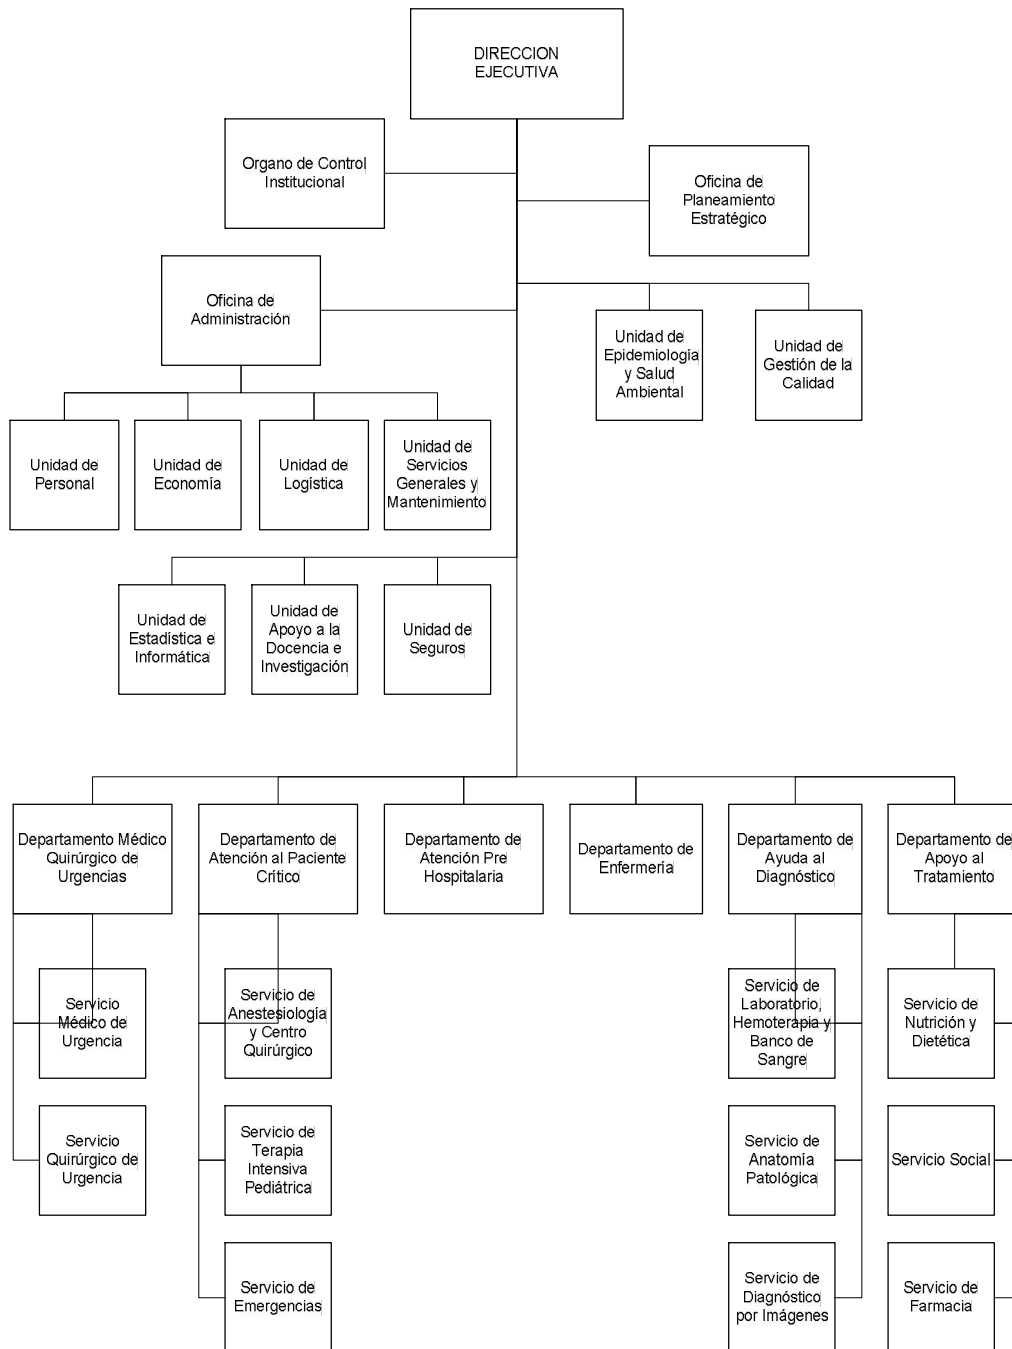 DIRECCION
EJECUTIVA
Organo de Control
Institucional
Oficina de
Planeamiento
Estratégico
Oficina de
Administración
Unidad de
Epidemiología
y Salud
Ambiental
Unidad de
Gestión de la
Calidad
Unidad de
Personal
Unidad de
Economía
Unidad de
Logística
Unidad de
Servicios
Generales y
Mantenimiento
Unidad de
Estadística e
Informática
Unidad de
Apoyo a la
Docencia e
Investigación
Unidad de
Seguros
Departamento Médico
Quirúrgico de
Urgencias
Departamento de
Atención al Paciente
Crítico
Departamento de
Atención Pre
Hospitalaria
Departamento de
Enfermería
Departamento de
Ayuda al
Diagnóstico
Departamento de
Apoyo al
Tratamiento
Servicio
Médico de
Urgencia
Servicio de
Anestesiología
y Centro
Quirúrgico
Servicio de
Laboratorio,
Hemoterapia y
Banco de
Sangre
Servicio de
Nutrición y
Dietética
Servicio
Quirúrgico de
Urgencia
Servicio de
Terapia
Intensiva
Pediátrica
Servicio de
Anatomía
Patológica
Servicio Social
Servicio de
Emergencias
Servicio de
Diagnóstico
por Imágenes
Servicio de
Farmacia